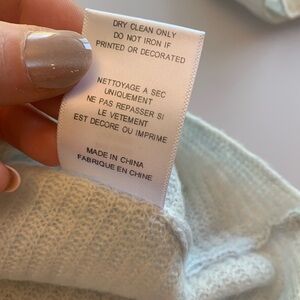 DRY CLEAN ONLY
DO NOT IRON IF
PRINTED OR DECORATED
NETTOYAGE A SEC
UNIQUEMENT
NE PAS REPASSER SI
LE VETEMENT
EST DECORE OU IMPRIME
MADE IN CHINA
FABRIQUE EN CHINE